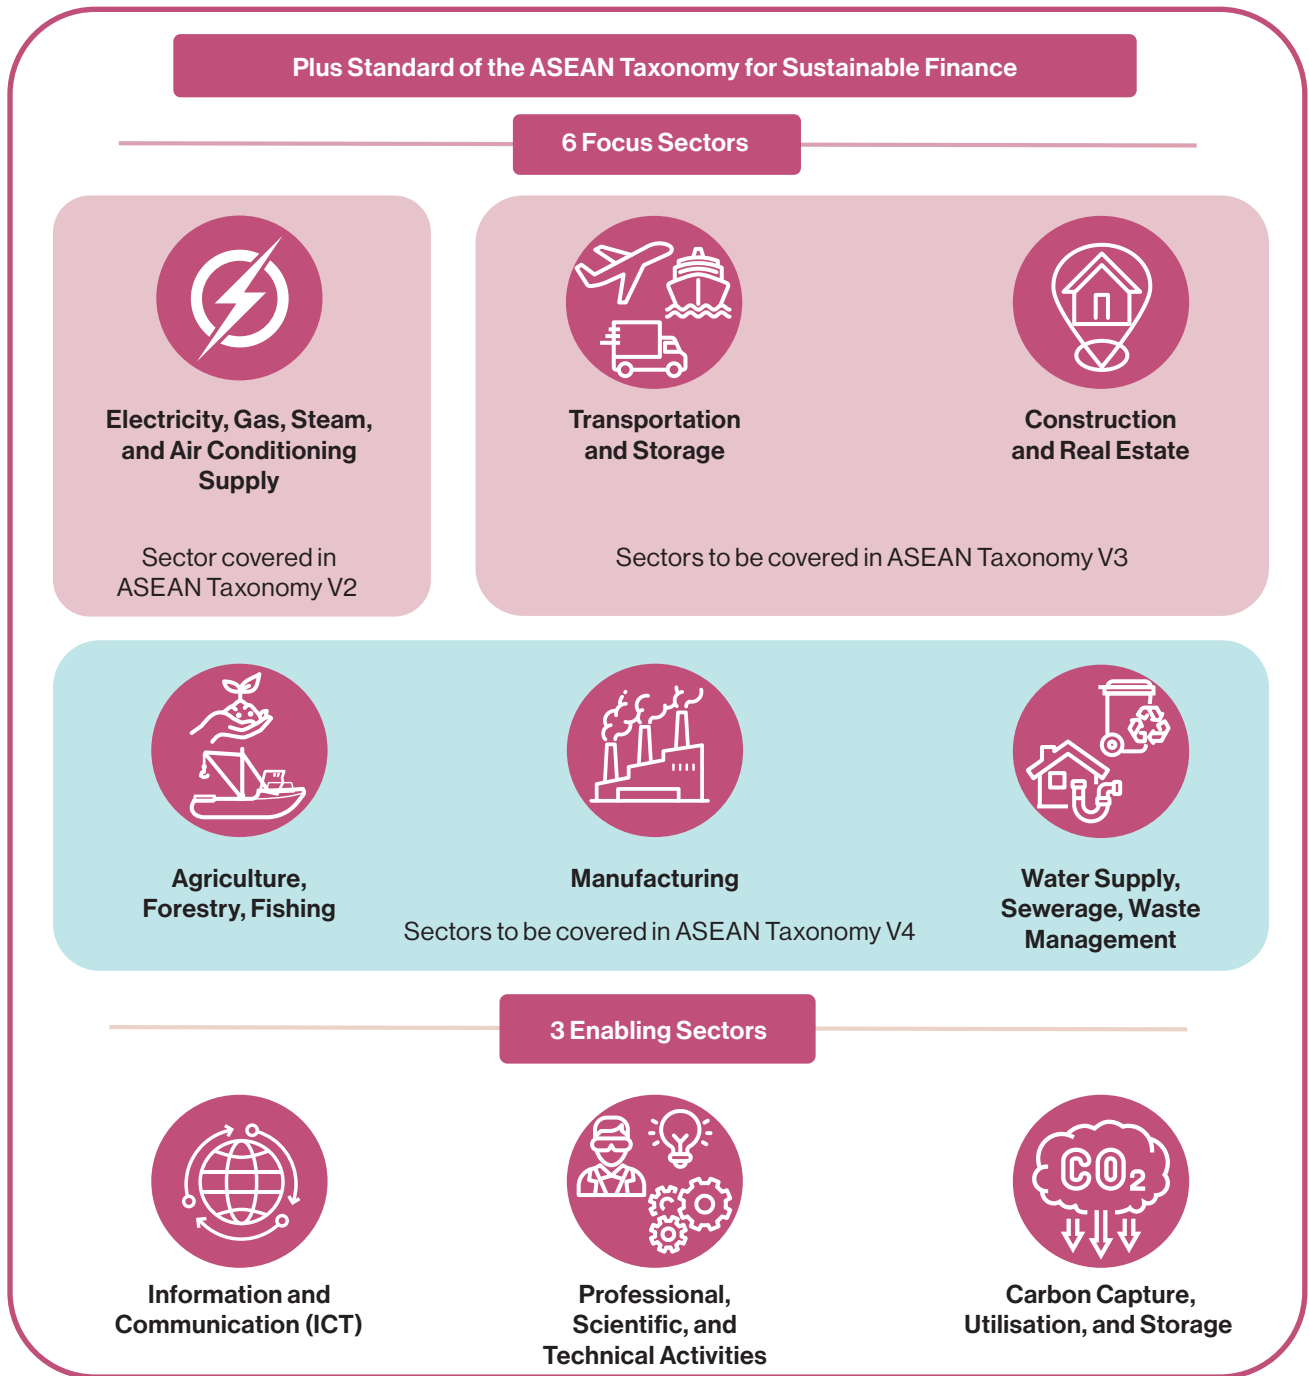 Plus Standard of the ASEAN Taxonomy for Sustainable Finance
6 Focus Sectors
Electricity, Gas, Steam,
and Air Conditioning
Supply
Sector covered in
ASEAN Taxonomy V2
Transportation
and Storage
Construction
and Real Estate
Sectors to be covered in ASEAN Taxonomy V3
Agriculture,
Forestry, Fishing
Manufacturing
Water Supply,
Sewerage, Waste
Management
Sectors to be covered in ASEAN Taxonomy V4
3 Enabling Sectors
Information and
Communication (ICT)
Professional,
Scientific, and
Technical Activities
CO₂
Carbon Capture,
Utilisation, and Storage